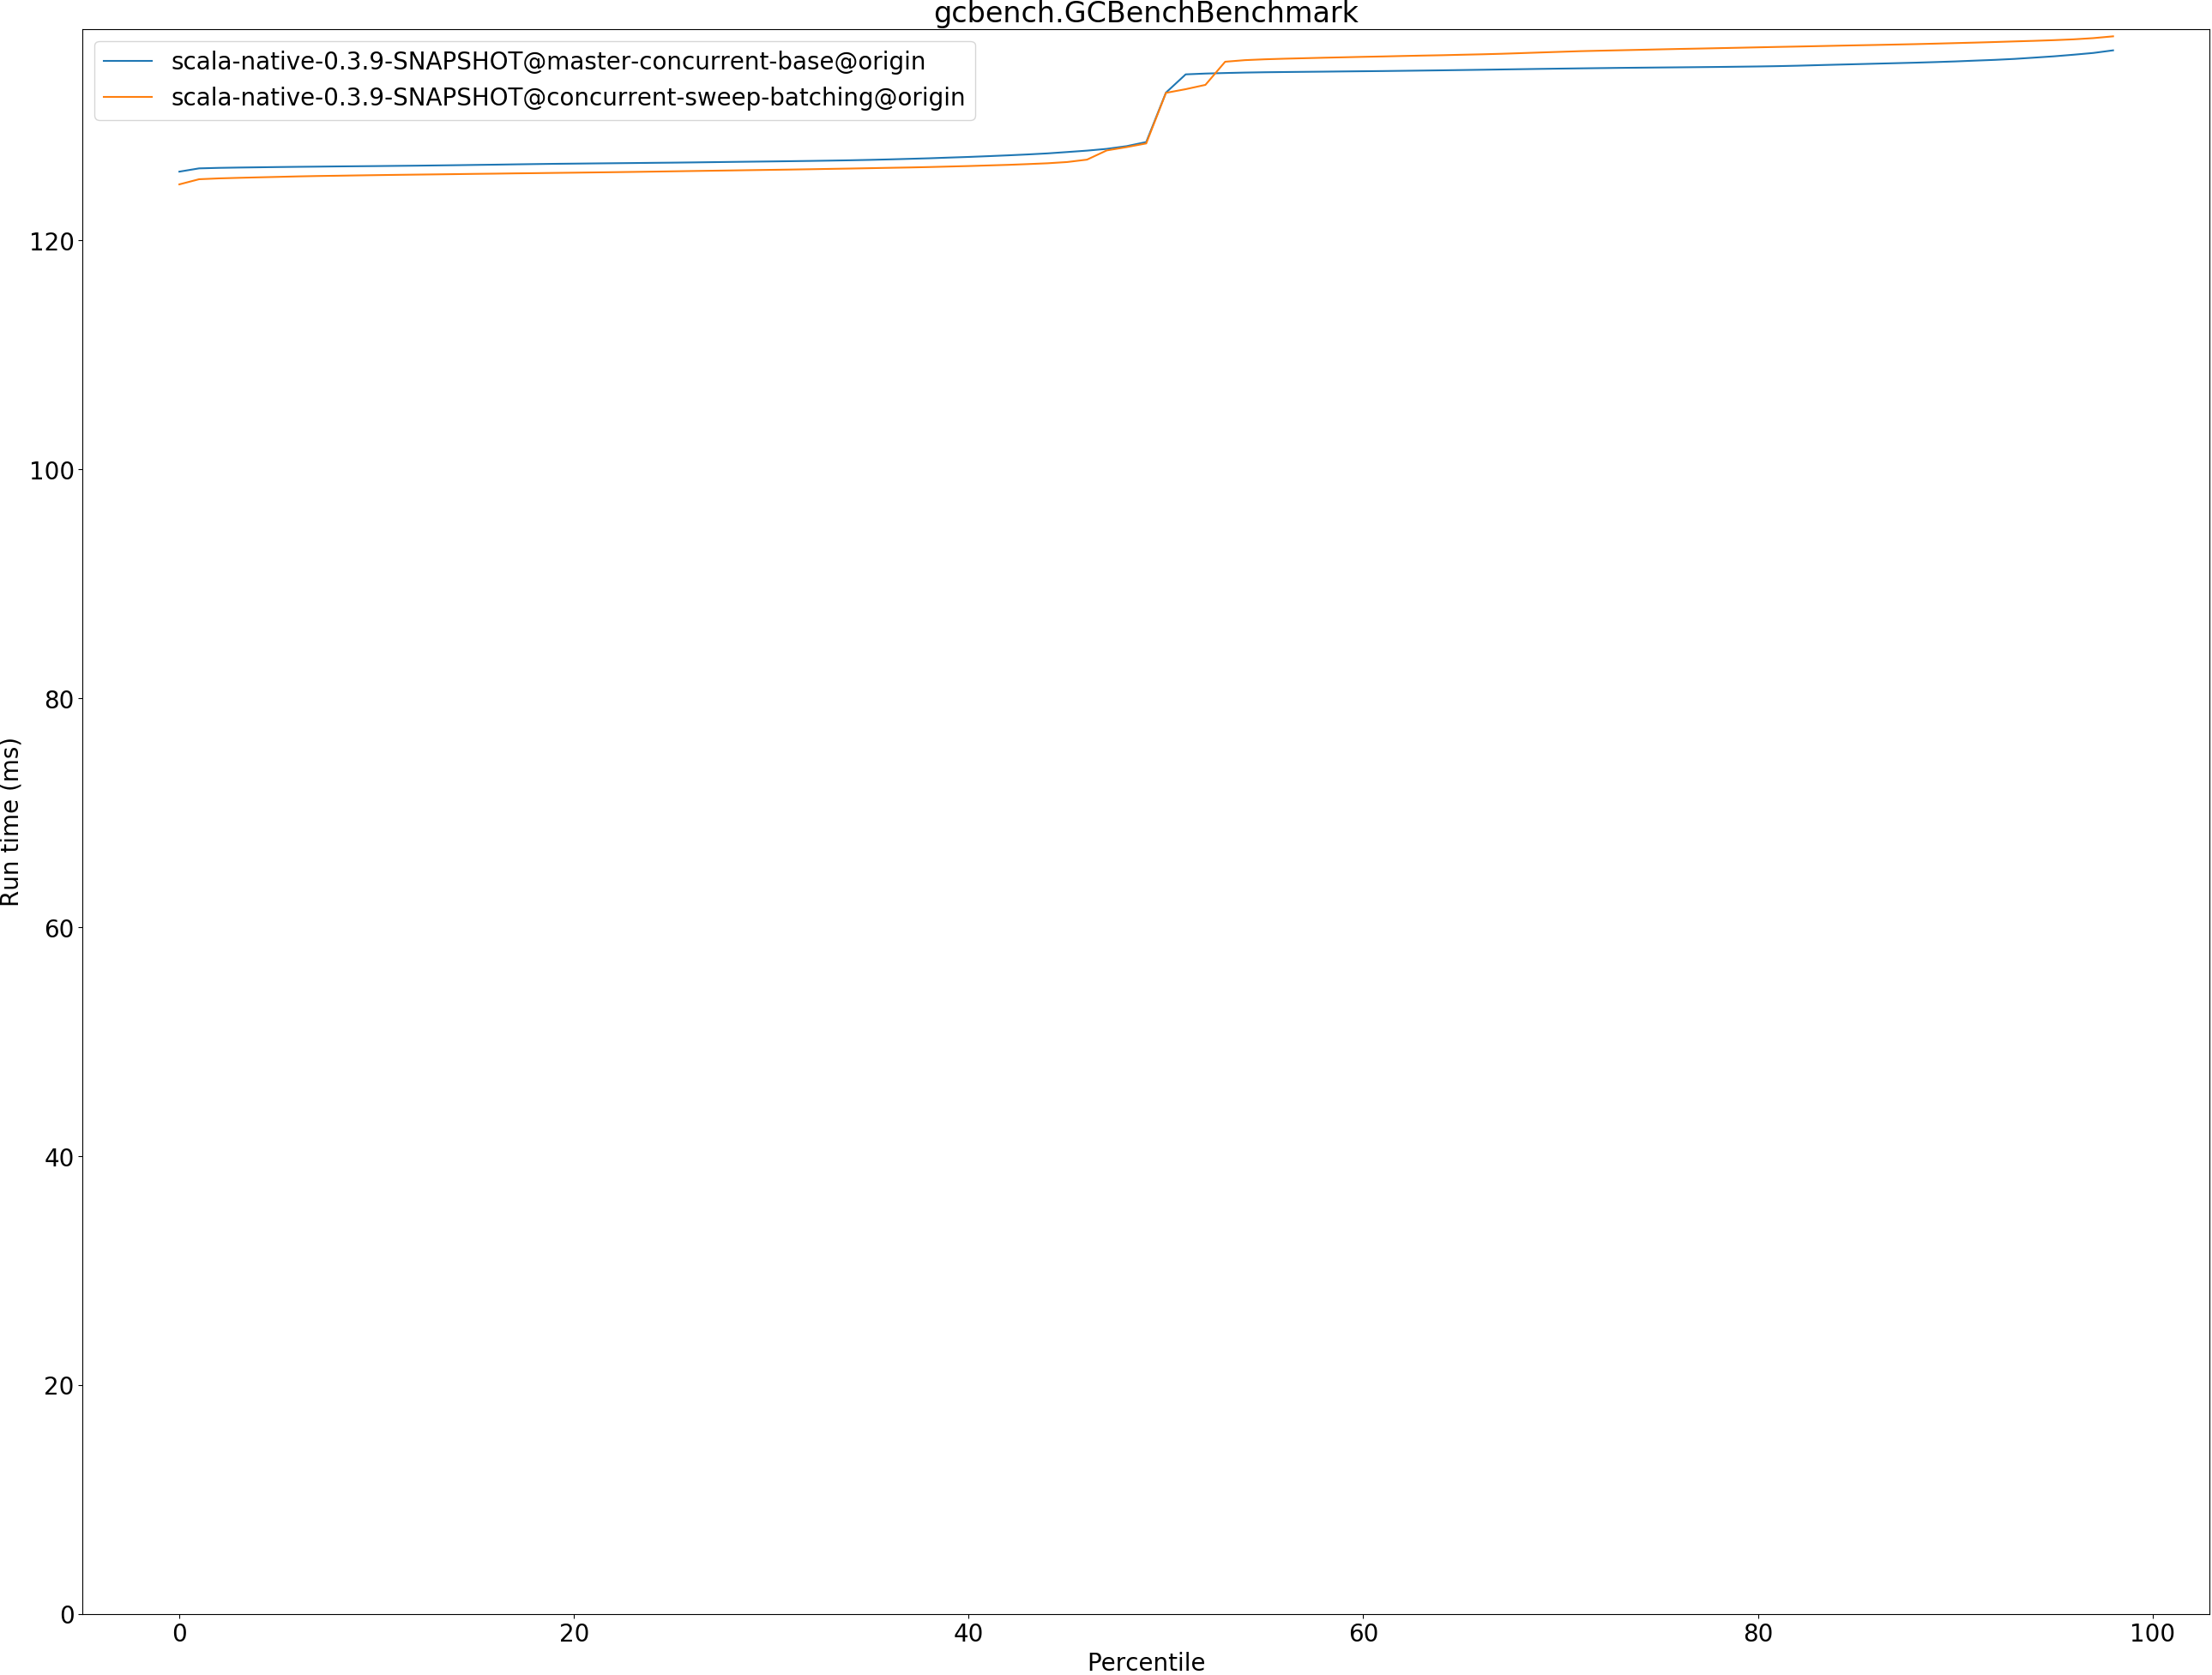 gcbench.GCBenchBenchmark
scala-native-0.3.9-SNAPSHOT@master-concurrent-base@origin
scala-native-0.3.9-SNAPSHOT@concurrent-sweep-batching@origin
120
100
80
60
40
20
0
Run time (ms)
0 20 40 60 80 100
Percentile